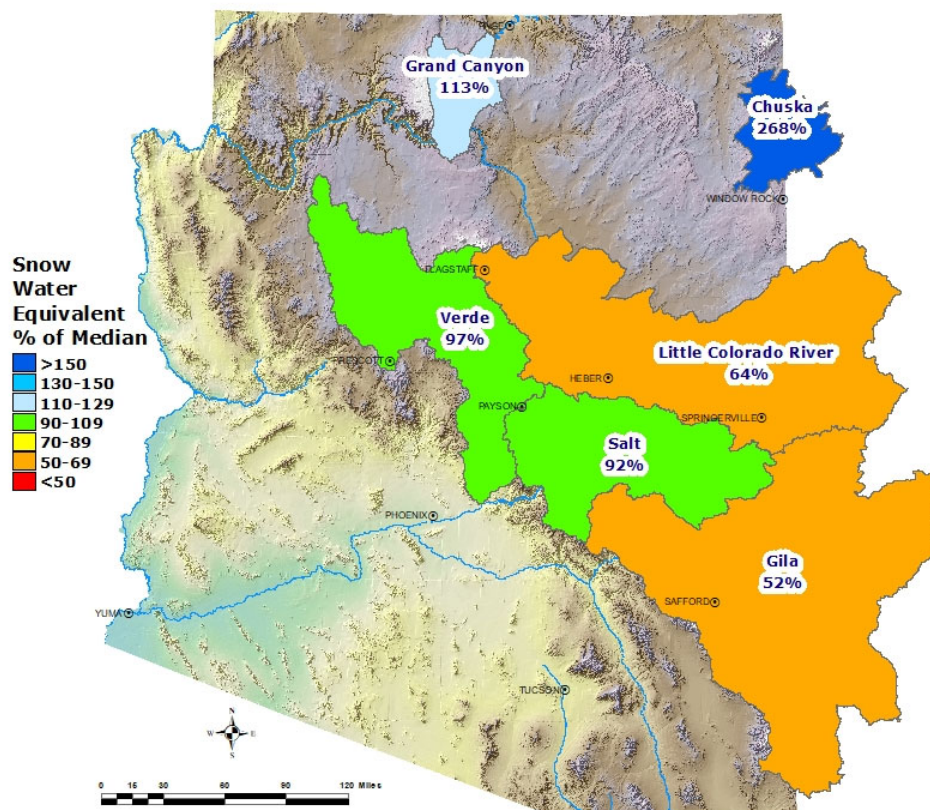 PAGE
Grand Canyon
113%
Chuska
268%
WINDOW ROCK
Snow
Water
Equivalent
% of Median
>150
130-150
110-129
90-109
70-89
50-69
<50
FLAGSTAFF
Verde
97%
PRESCOTT
Little Colorado River
64%
HEBER
PAYSON
SPRINGERVILLE
Salt
92%
PHOENIX
Gila
52%
SAFFORD
YUMA
TUCSON
N
W E
S
0 15 30 60 90 120 Miles